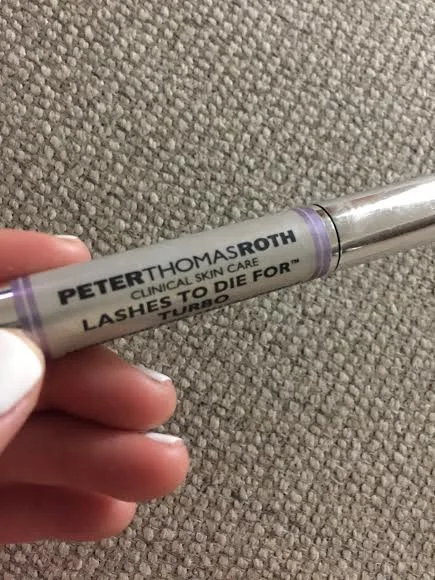 PETERTHOMASROTH
CLINICAL SKIN CARE
LASHES TO DIE FOR™
TURBO